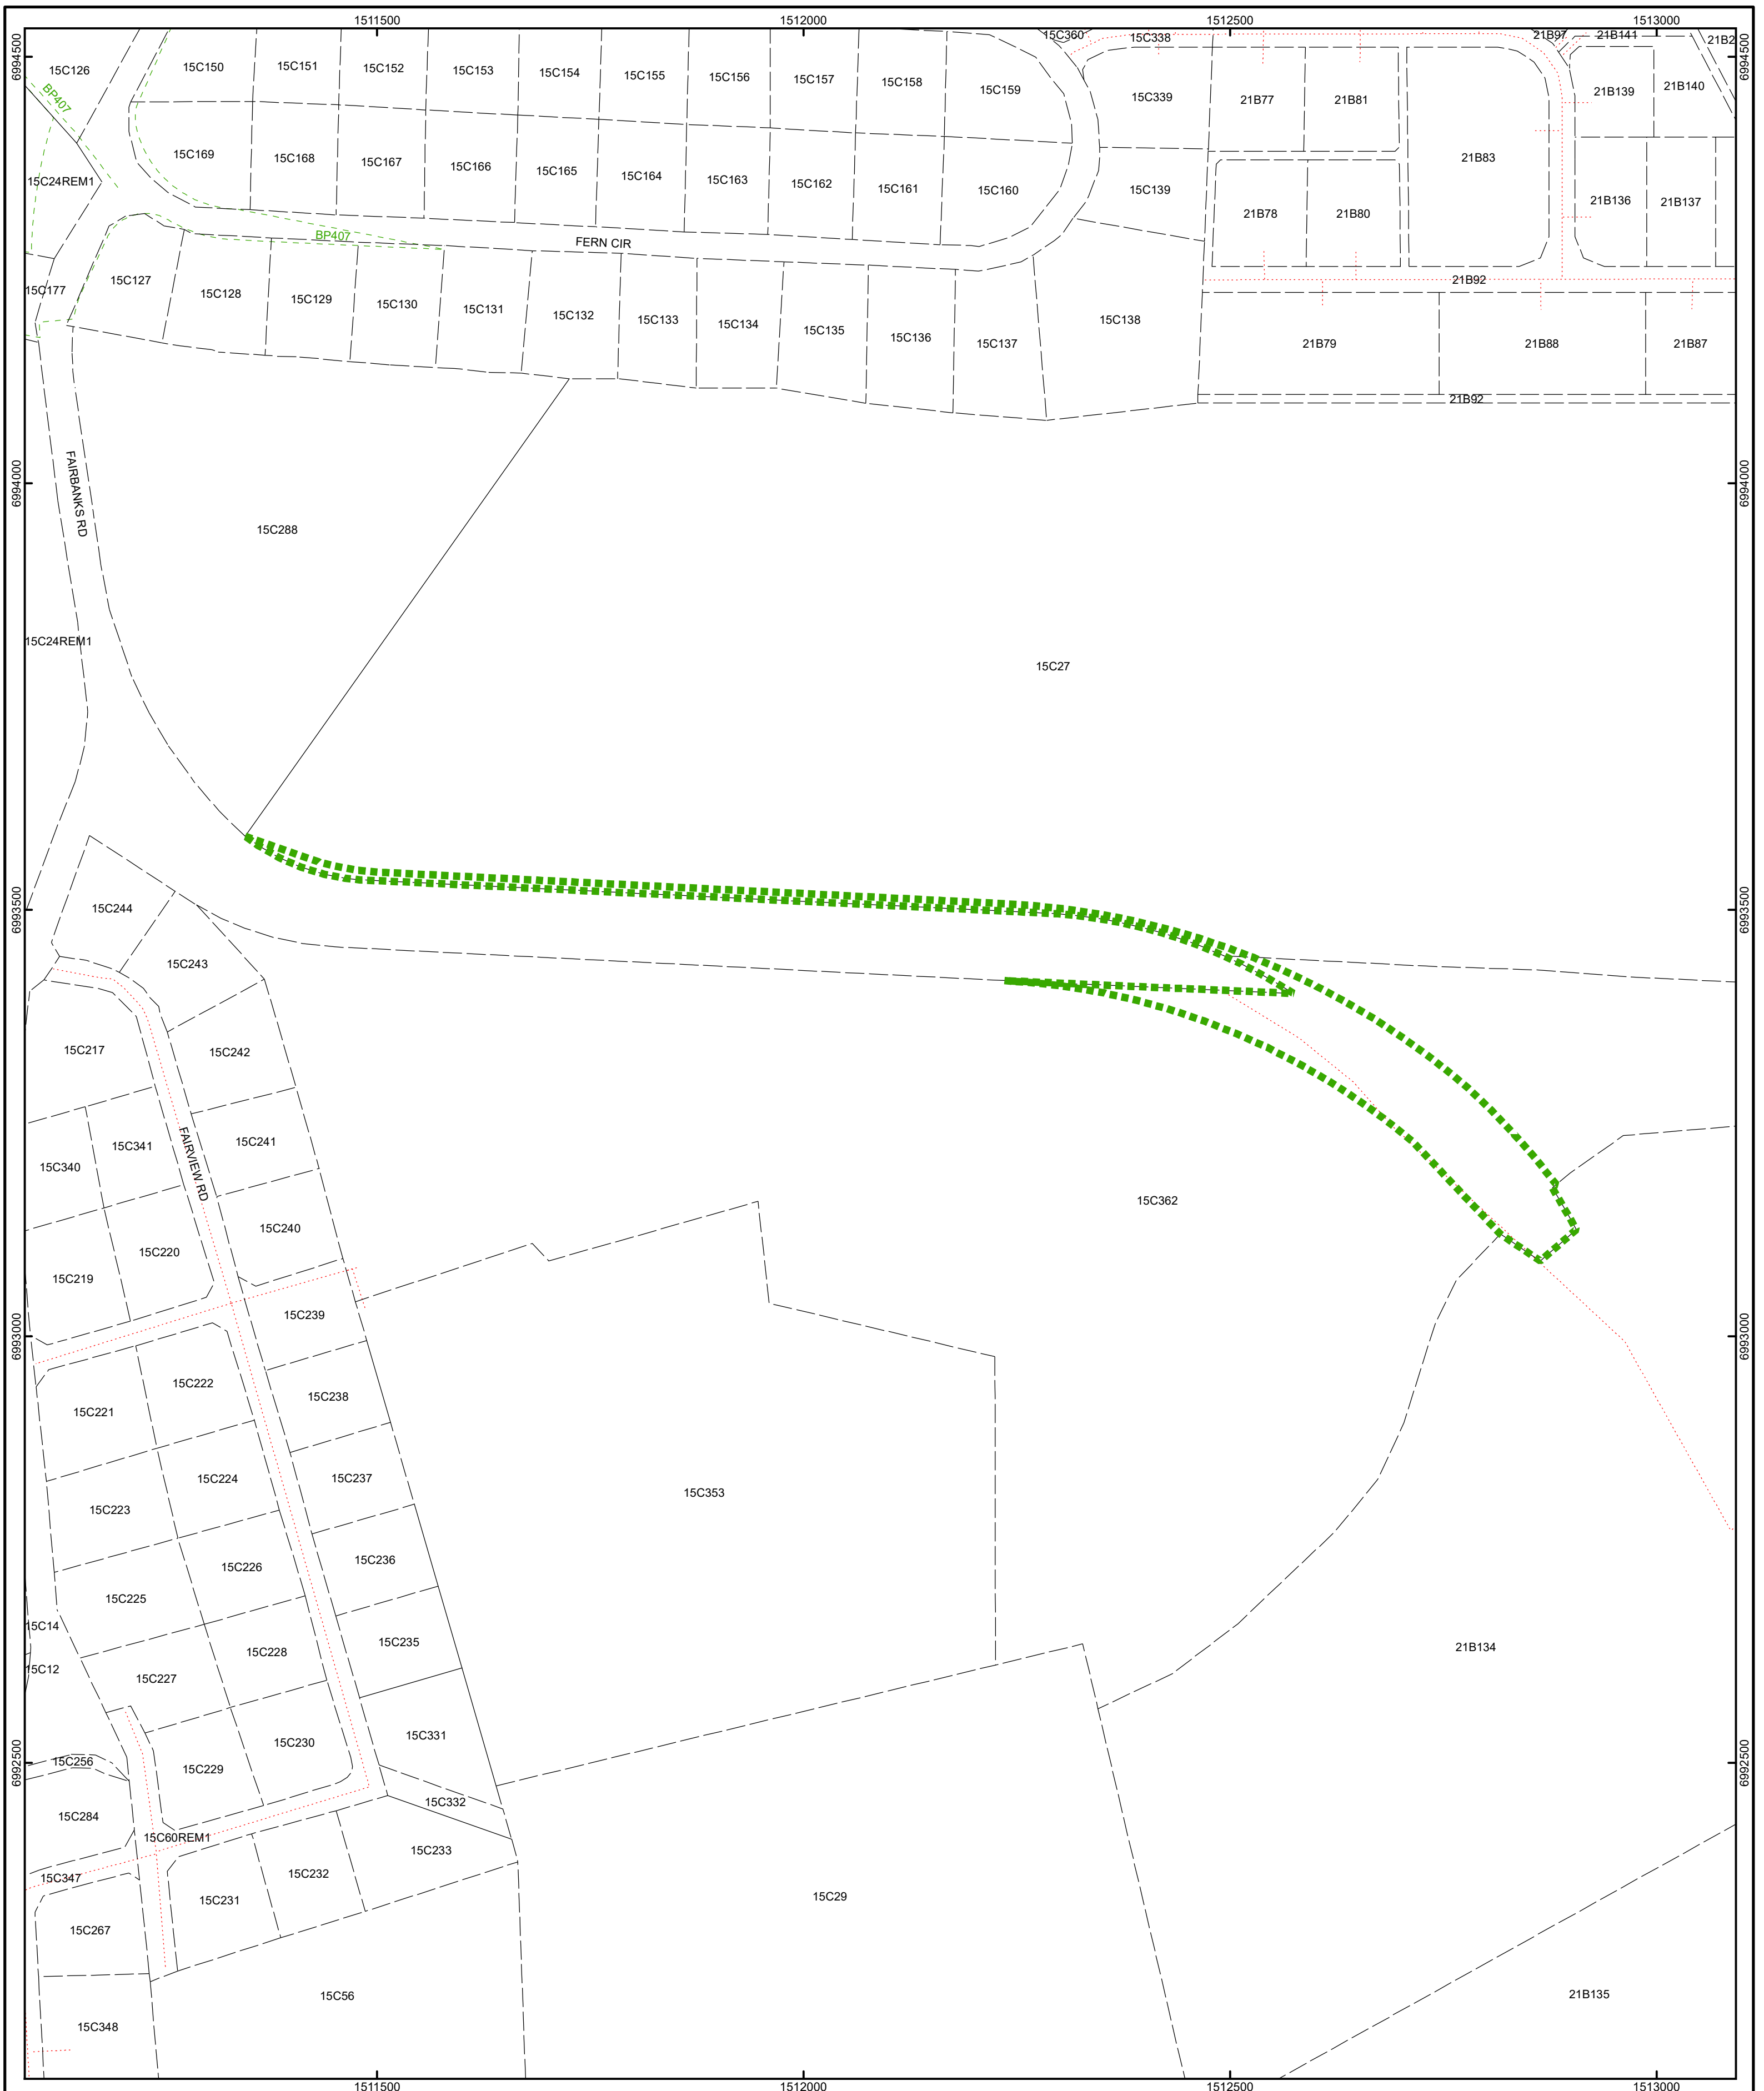 1511500 1512000 1512500 1513000
15C360 15C338 21B97 21B141 21B2
6994500 6994500
15C126 15C150 15C151 15C152 15C153 15C154 15C155 15C156 15C157 15C158 15C159 15C339 21B77 21B81 21B139 21B140
BP407
15C169 15C168 15C167 15C166 15C165 15C164 15C163 15C162 15C161 15C160 15C139 21B83
15C24REM1 21B78 21B80 21B136 21B137
BP407 FERN CIR
15C177 15C127 15C128 15C129 15C130 15C131 15C132 15C133 15C134 15C135 15C136 15C137 15C138 21B92
21B79 21B88 21B87
21B92
6994000 6994000
FAIRBANKS RD
15C288
15C24REM1
15C27
6993500 6993500
15C244
15C243
15C217 15C242
15C341 15C241
15C340
FAIRVIEW RD
15C362
15C240
15C220
15C219
15C239
6993000 6993000
15C222 15C238
15C221
15C224 15C237
15C353
15C223
15C226 15C236
15C225
15C14
15C228 15C235
21B134
15C12
15C227
15C230 15C331
6992500 6992500
15C256
15C229
15C332
15C284
15C60REM1
15C233
15C347
15C232
15C231
15C29
15C267
15C56
21B135
15C348
1511500 1512000 1512500 1513000